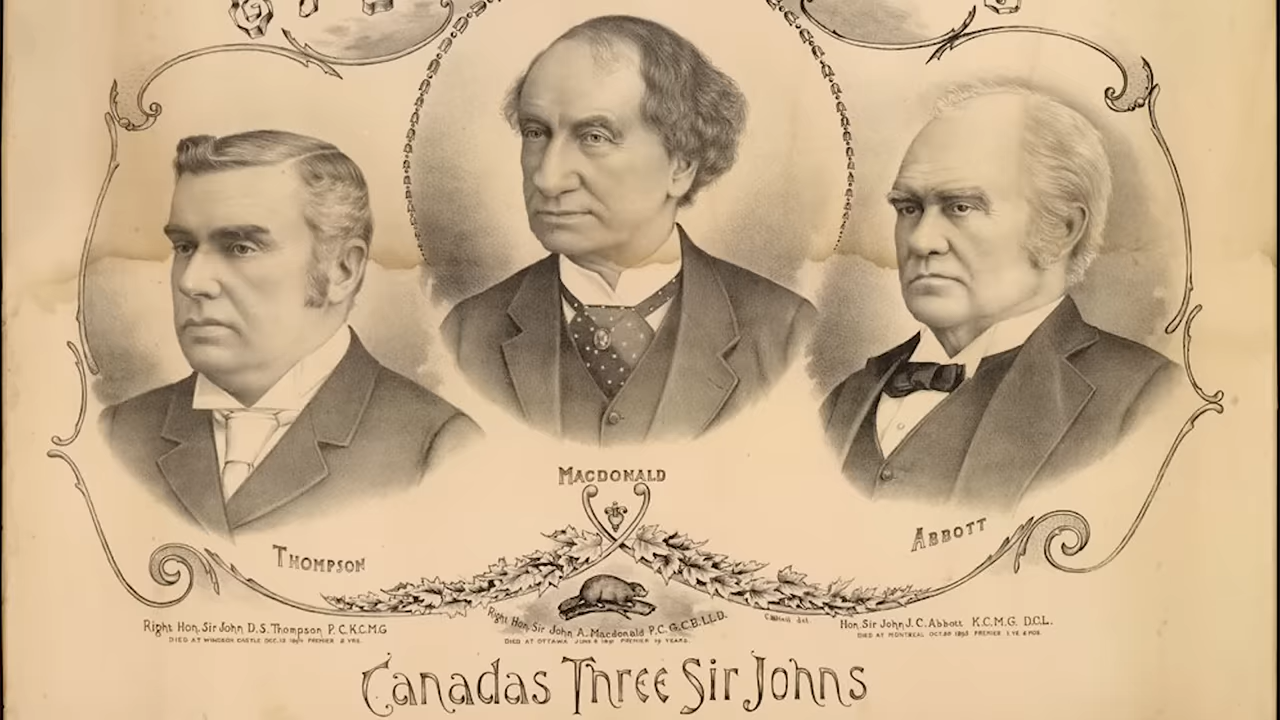 MACDONALD
THOMPSON
ABBOTT
Right Hon. Sir John D.S. Thompson P.C.K.C.M.G
DIED AT WINDSOR CASTLE DEC. 12 1894 PREMIER 2 YRS.
Right Hon. Sir John A. Macdonald P.C. G.C.B. LL.D.
DIED AT OTTAWA JUNE 6 1891 PREMIER 19 YEARS.
del.
Hon. Sir John J. C. Abbott K.C.M.G. D.C.L.
DIED AT MONTREAL OCT. 30 1893 PREMIER 1 YR 6 MOS.
Canadas Three Sir Johns